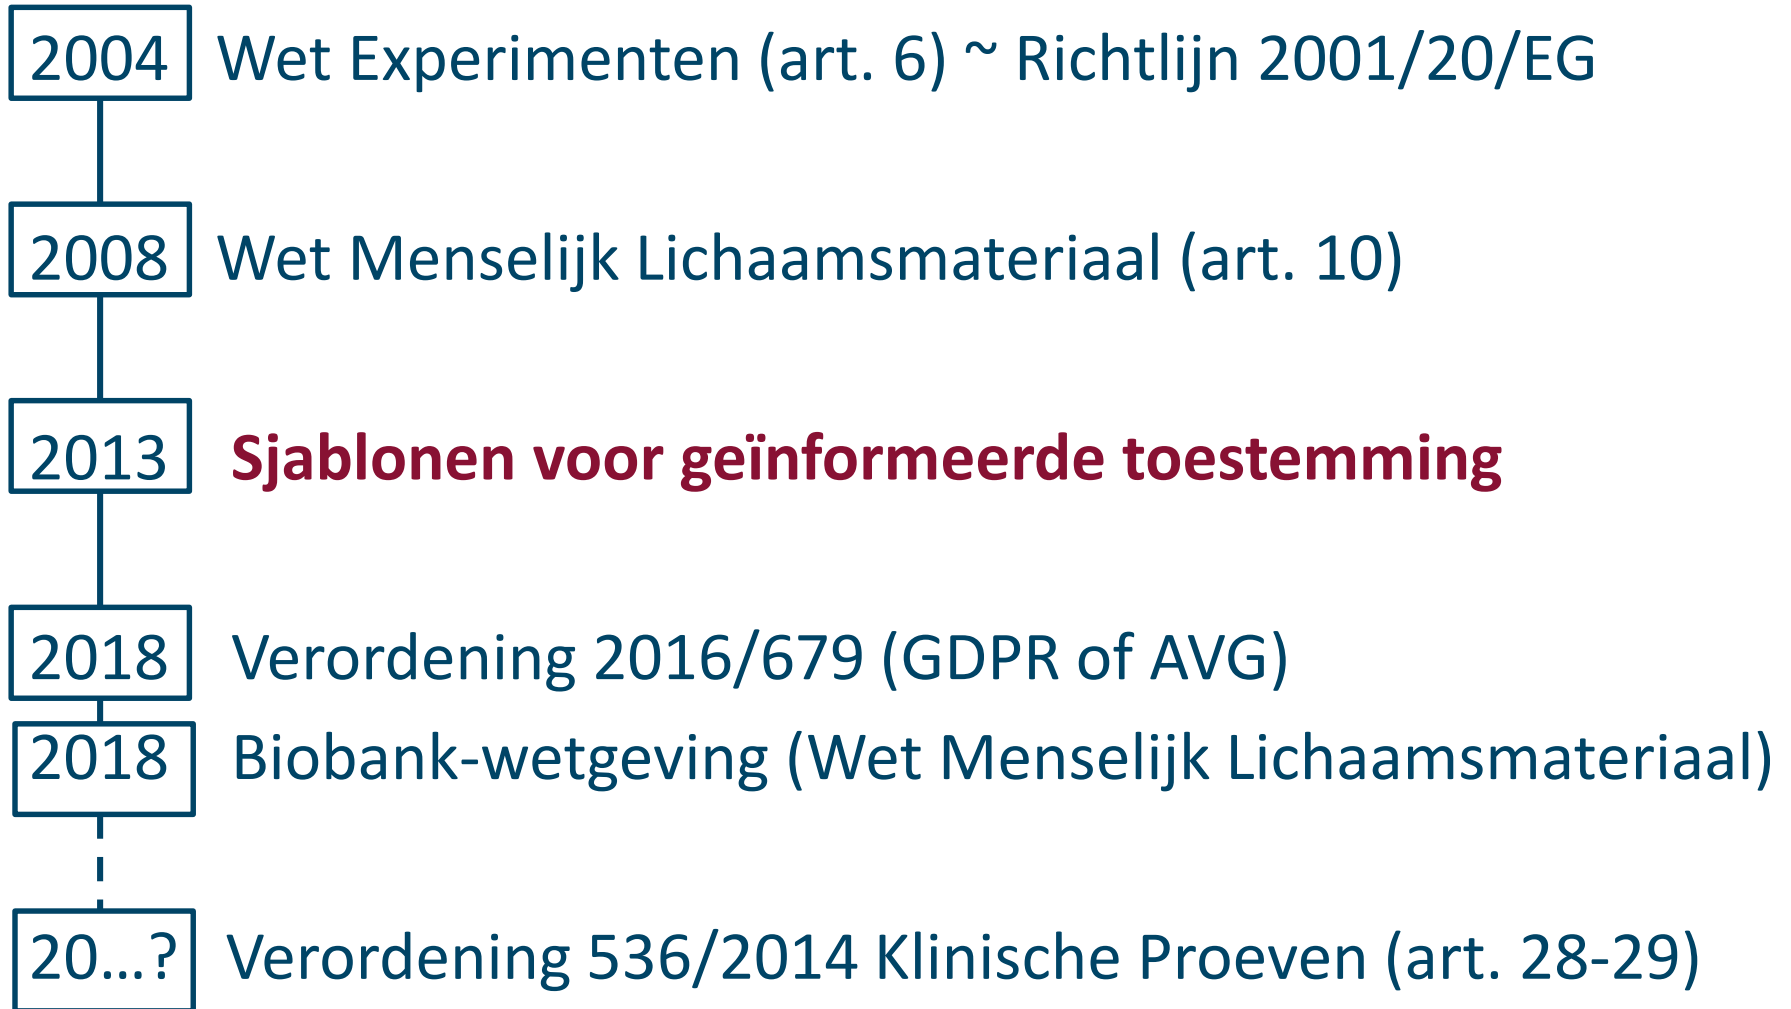 2004 Wet Experimenten (art. 6) ~ Richtlijn 2001/20/EG
2008 Wet Menselijk Lichaamsmateriaal (art. 10)
2013 Sjablonen voor geïnformeerde toestemming
2018 Verordening 2016/679 (GDPR of AVG)
2018 Biobank-wetgeving (Wet Menselijk Lichaamsmateriaal)
20...? Verordening 536/2014 Klinische Proeven (art. 28-29)